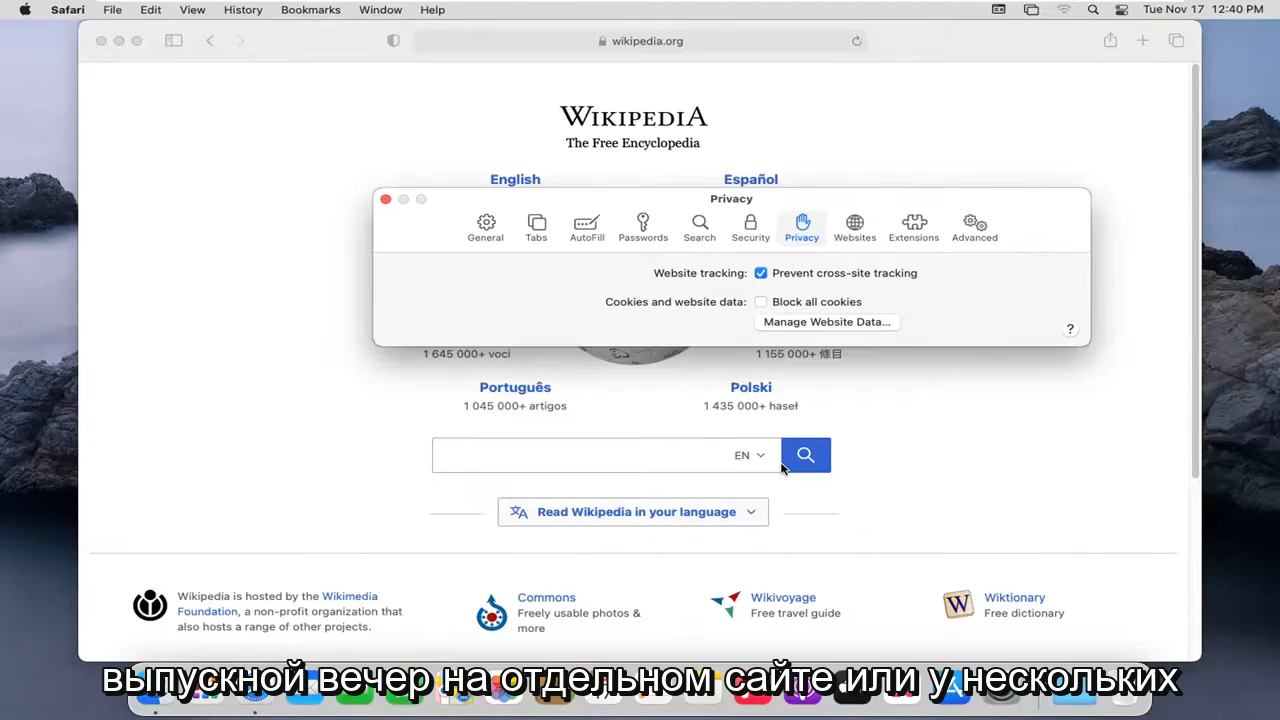 Safari File Edit View History Bookmarks Window Help Tue Nov 17 12:40 PM
wikipedia.org
WIKIPEDIA
The Free Encyclopedia
English Español
Privacy
General Tabs AutoFill Passwords Search Security Privacy Websites Extensions Advanced
Website tracking: Prevent cross-site tracking
Cookies and website data: Block all cookies
Manage Website Data...
?
1 645 000+ voci 1 155 000+ 條目
Português Polski
1 045 000+ artigos 1 435 000+ haseł
EN
Read Wikipedia in your language
Wikipedia is hosted by the Wikimedia
Foundation, a non-profit organization that
also hosts a range of other projects.
Commons
Freely usable photos &
more
Wikivoyage
Free travel guide
W
Wiktionary
Free dictionary
выпускной вечер на отдельном сайте или у нескольких